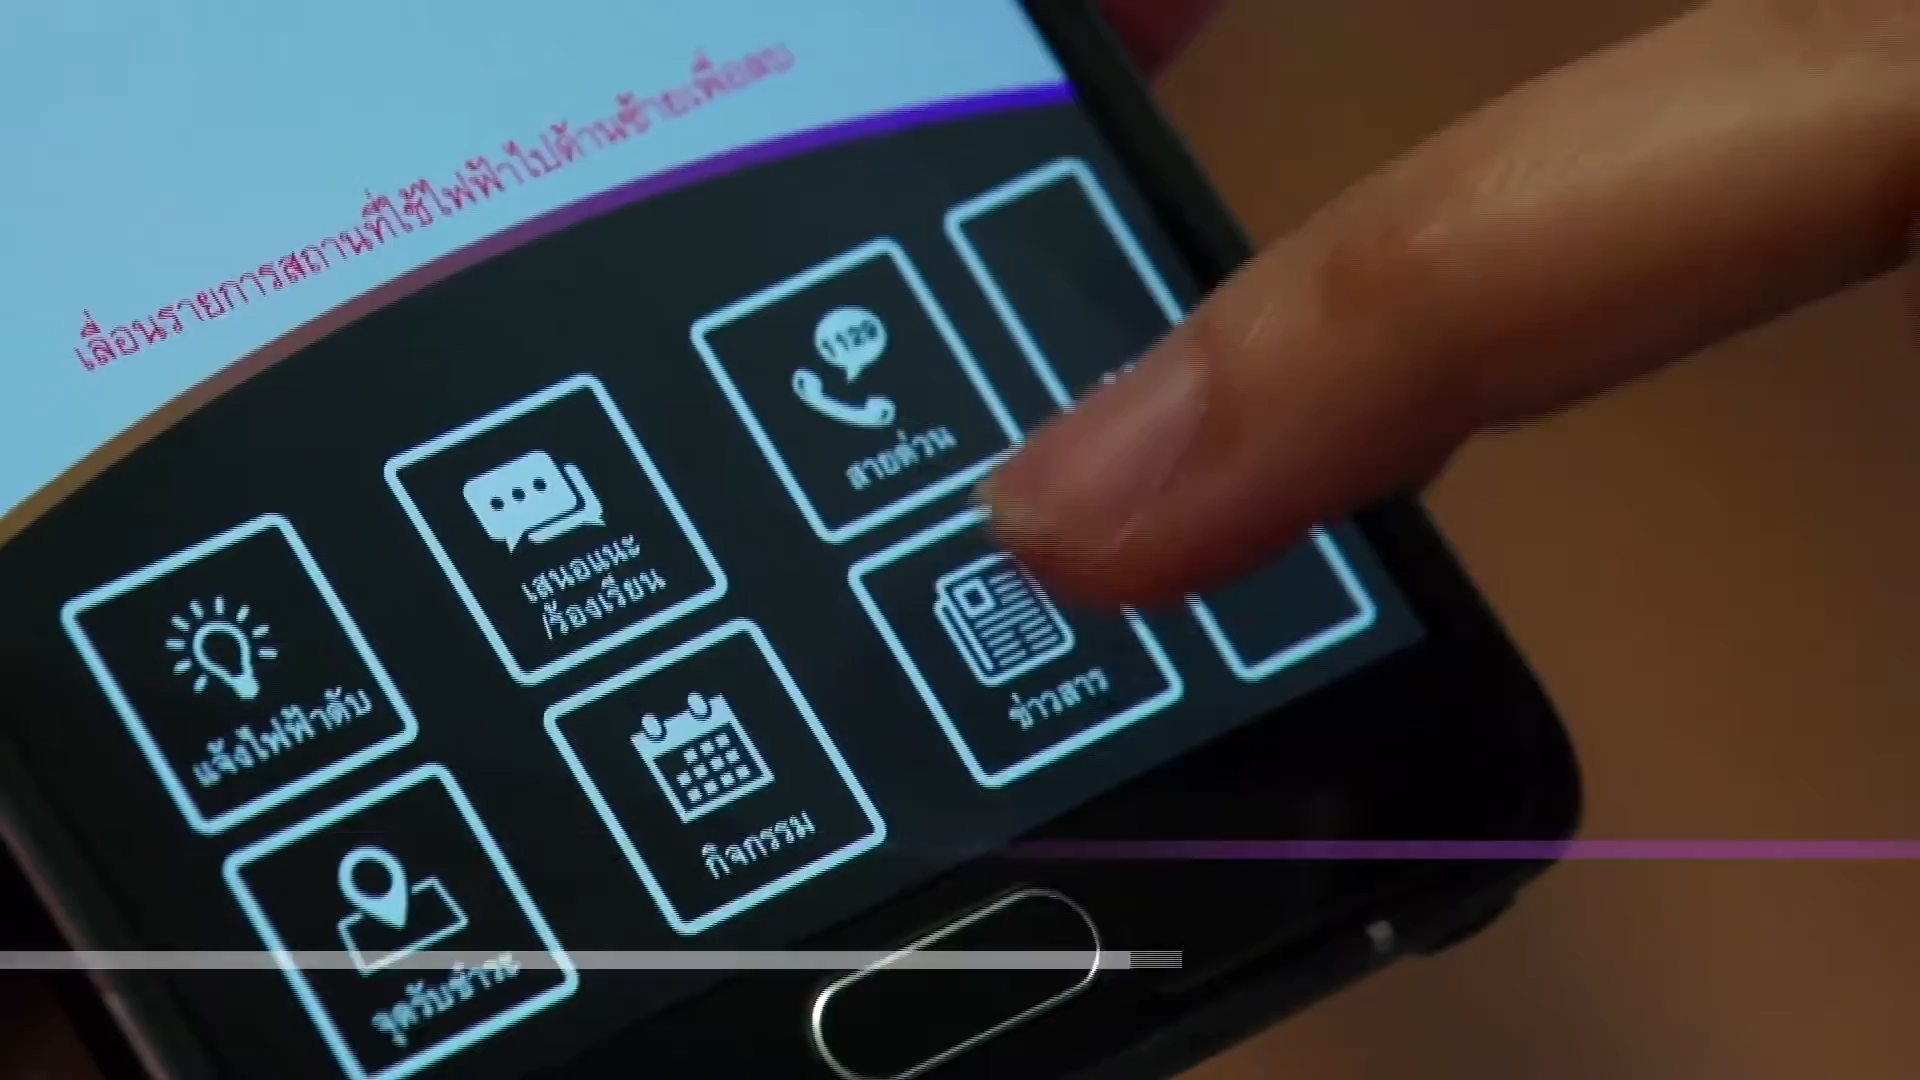 เลื่อนรายการสถานที่ใช้ไฟฟ้าไปด้านซ้ายเพื่อลบ
แจ้งไฟฟ้าดับ
เสนอแนะ
/ร้องเรียน
1129
สายด่วน
จุดรับชำระ
กิจกรรม
ข่าวสาร